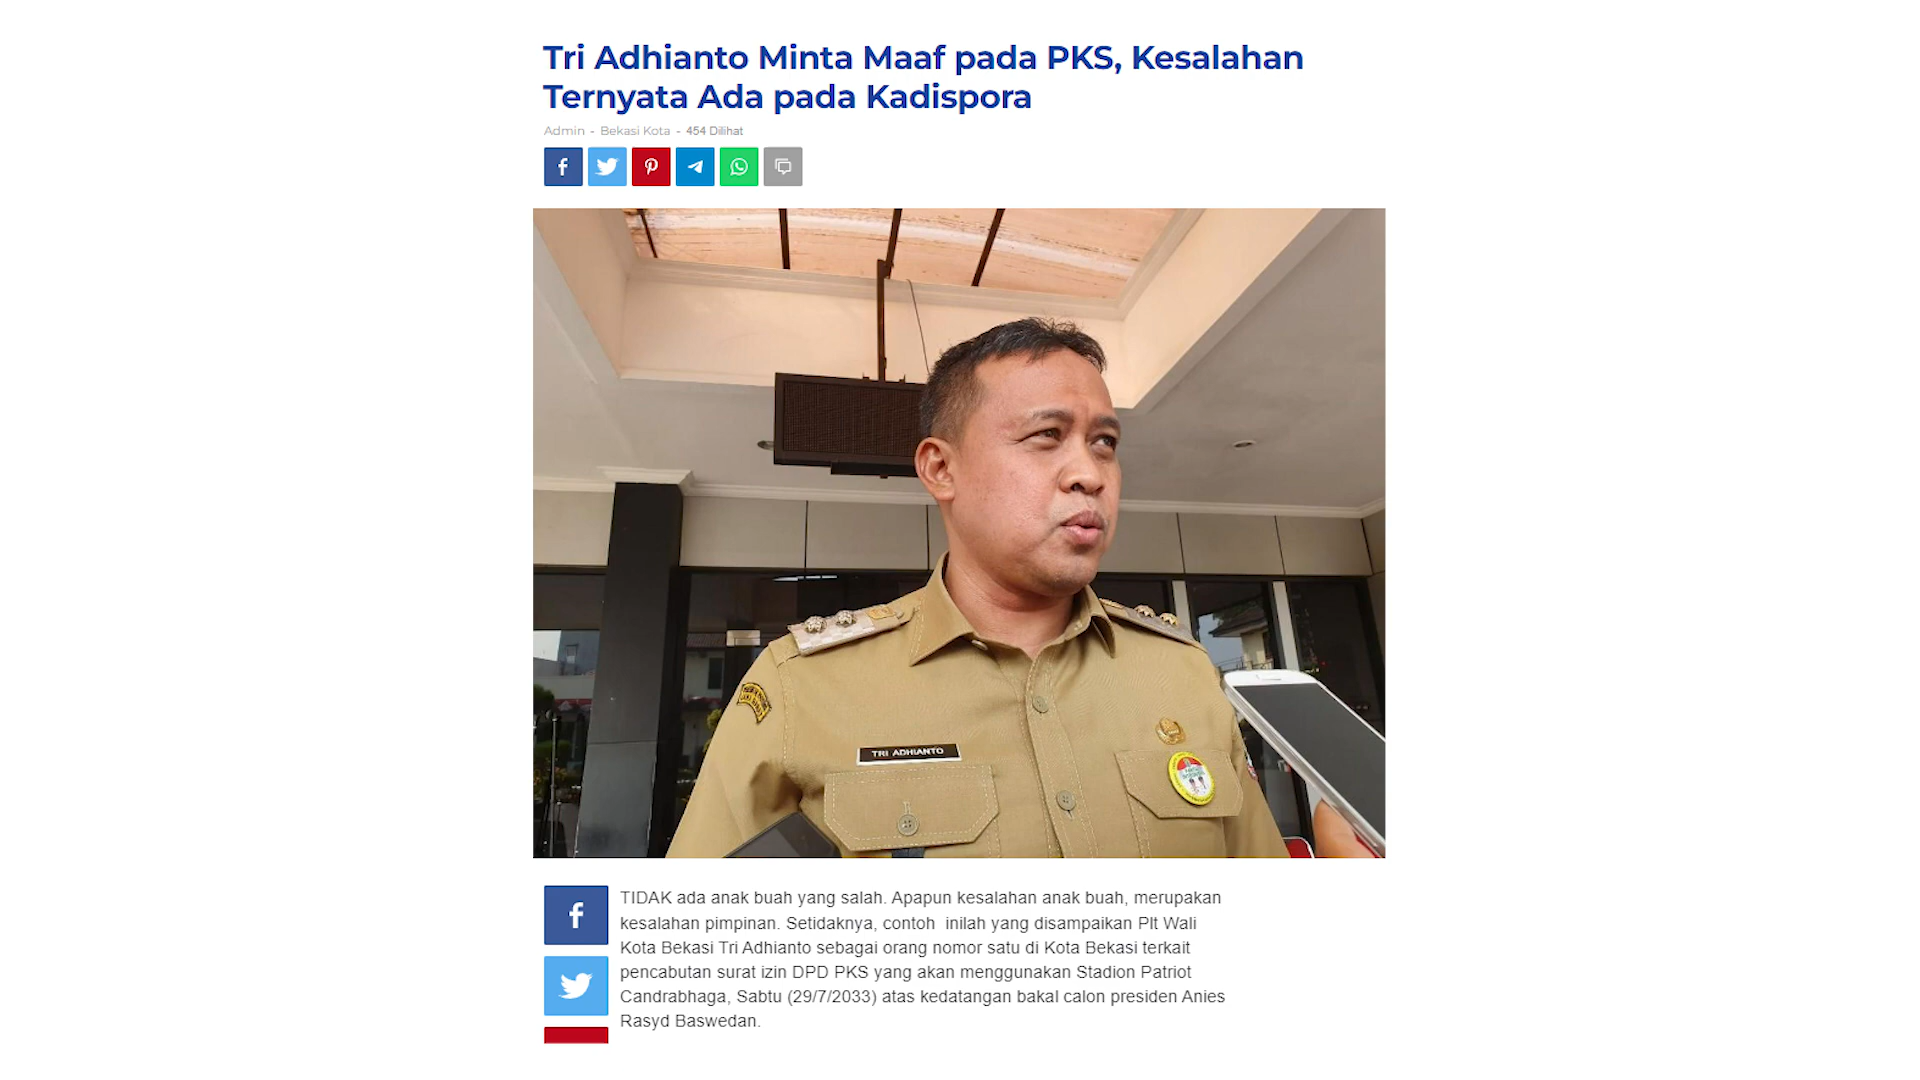 Tri Adhianto Minta Maaf pada PKS, Kesalahan
Ternyata Ada pada Kadispora
Admin - Bekasi Kota - 454 Dilihat
TRI ADHIANTO
TIDAK ada anak buah yang salah. Apapun kesalahan anak buah, merupakan
kesalahan pimpinan. Setidaknya, contoh  inilah yang disampaikan Plt Wali
Kota Bekasi Tri Adhianto sebagai orang nomor satu di Kota Bekasi terkait
pencabutan surat izin DPD PKS yang akan menggunakan Stadion Patriot
Candrabhaga, Sabtu (29/7/2033) atas kedatangan bakal calon presiden Anies
Rasyd Baswedan.